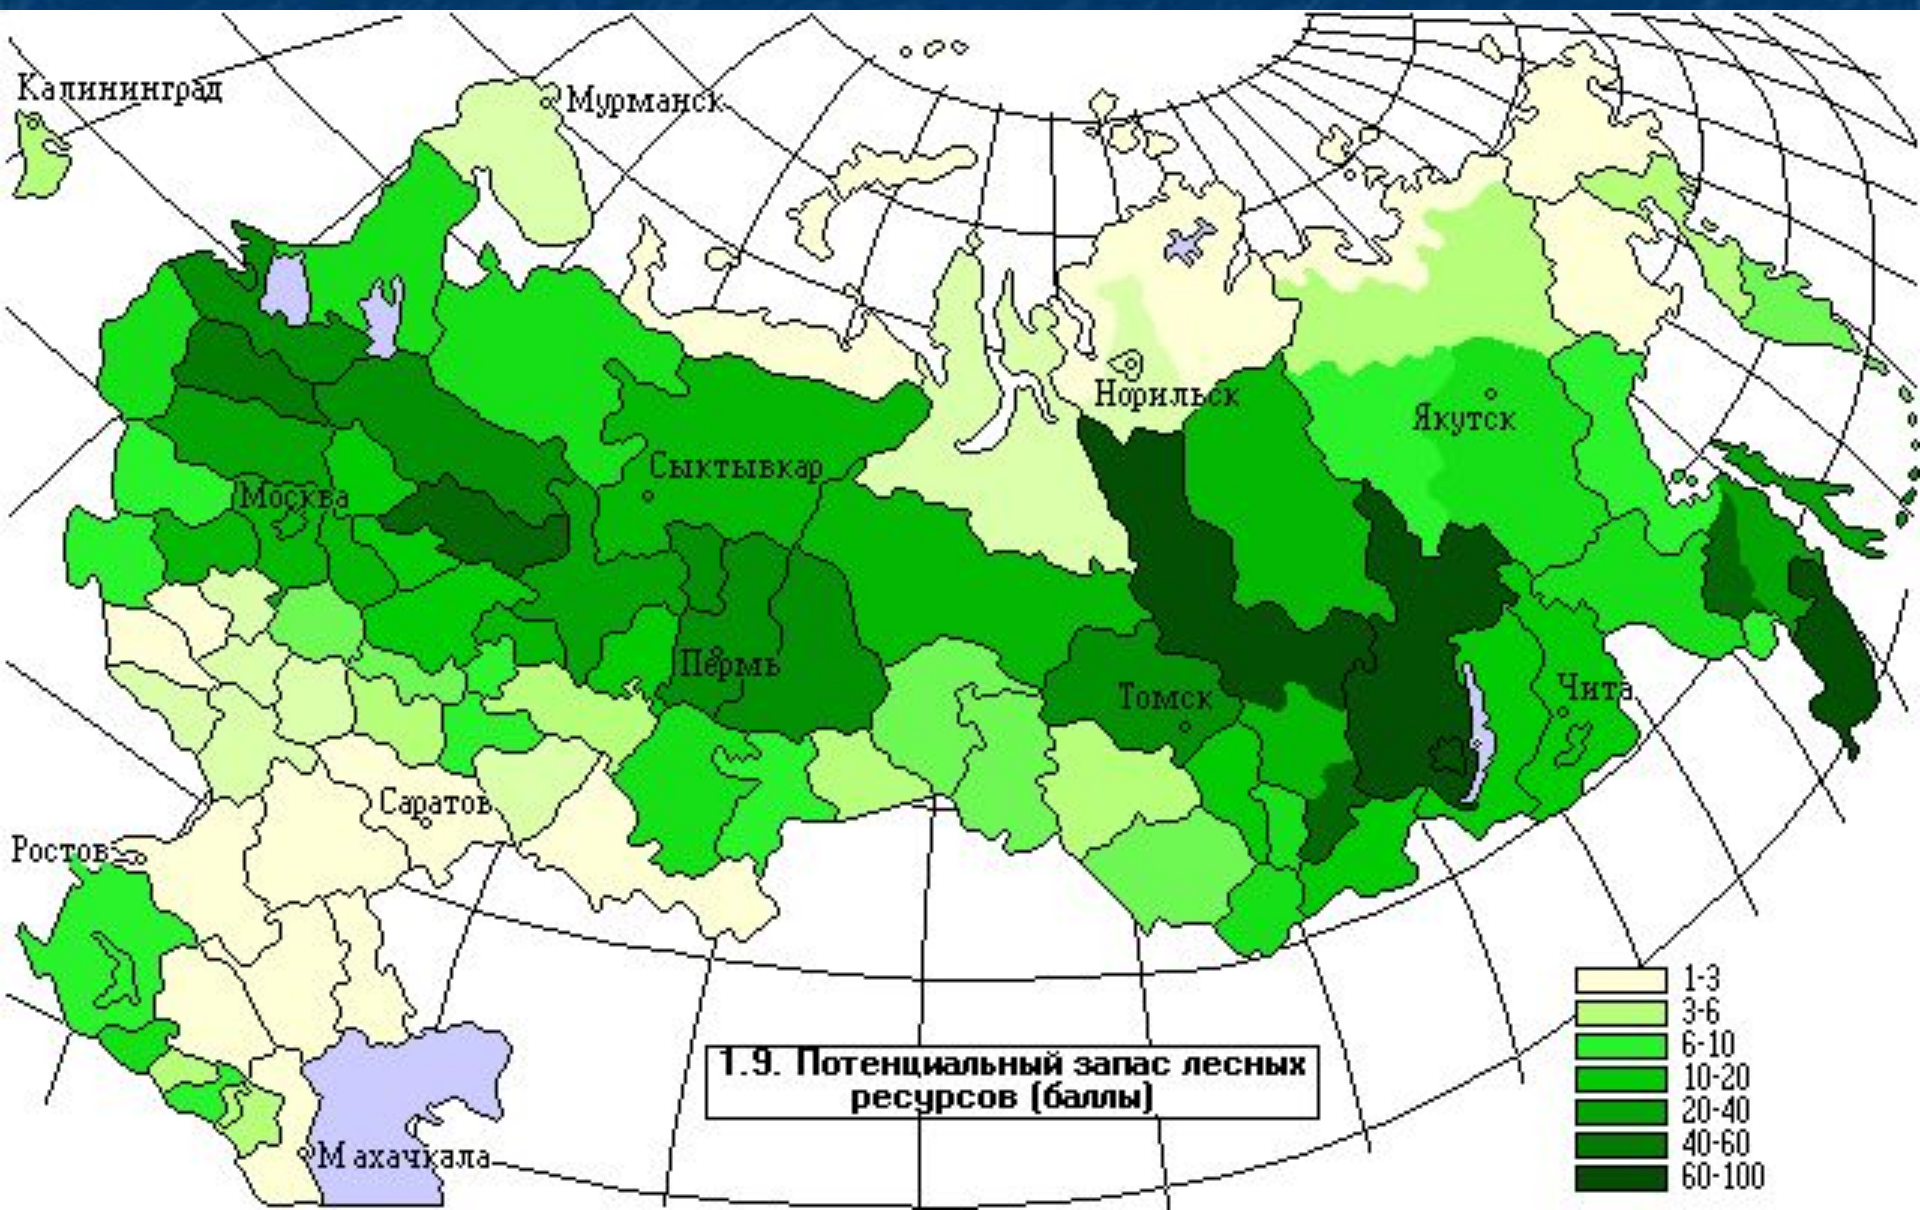 Калининград
Мурманск
Норильск
Якутск
Сыктывкар
Москва
Пермь
Томск
Чита
Саратов
Ростов
Махачкала
1.9. Потенциальный запас лесных
ресурсов (баллы)
1-3
3-6
6-10
10-20
20-40
40-60
60-100